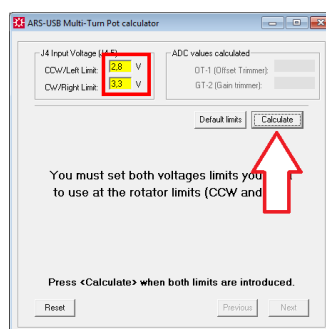 ARS-USB Multi-Turn Pot calculator
J4 Input Voltage (J4.5)
ADC values calculated
CCW/Left Limit: 2,8 V
OT-1 (Offset Trimmer):
CW/Right Limit: 3,3 V
GT-2 (Gain trimmer):
Default limits
Calculate
You must set both voltages limits you
to use at the rotator limits (CCW and
Press <Calculate> when both limits are introduced.
Reset
Previous
Next